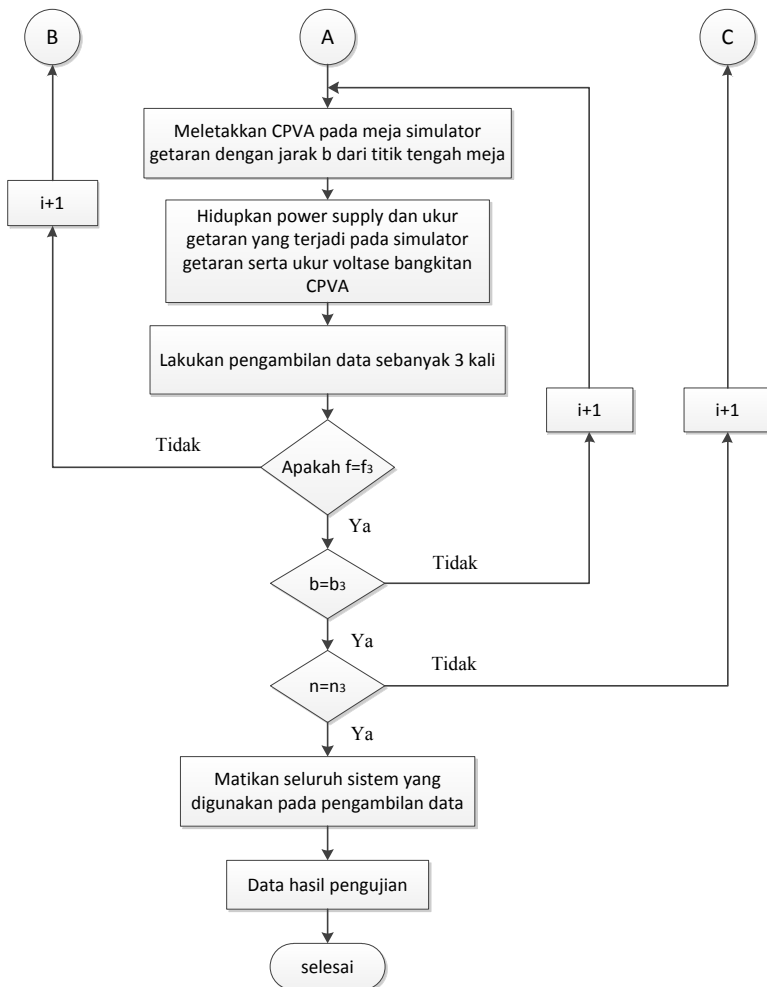 B
A
C
Meletakkan CPVA pada meja simulator
getaran dengan jarak b dari titik tengah meja
i+1
Hidupkan power supply dan ukur
getaran yang terjadi pada simulator
getaran serta ukur voltase bangkitan
CPVA
Lakukan pengambilan data sebanyak 3 kali
i+1
i+1
Tidak
Apakah f=f₃
Ya
b=b₃
Tidak
Ya
n=n₃
Tidak
Ya
Matikan seluruh sistem yang
digunakan pada pengambilan data
Data hasil pengujian
selesai